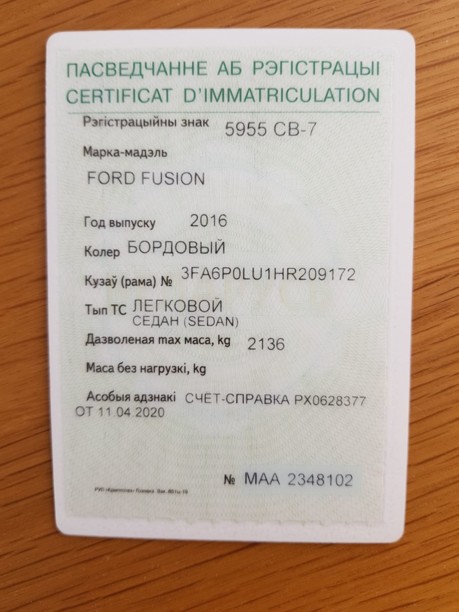 ПАСВЕДЧАННЕ АБ РЭГІСТРАЦЫІ
CERTIFICAT D'IMMATRICULATION
Рэгістрацыйны знак 5955 CB-7
Марка-мадэль
FORD FUSION
Год выпуску 2016
Колер БОРДОВЫЙ
Кузаў (рама) № 3FA6P0LU1HR209172
Тып ТС ЛЕГКОВОЙ
СЕДАН (SEDAN)
Дазволеная max маса, kg 2136
Маса без нагрузкі, kg
Асобыя адзнакі СЧЕТ-СПРАВКА РХ0628377
ОТ 11.04.2020
№ МАА 2348102